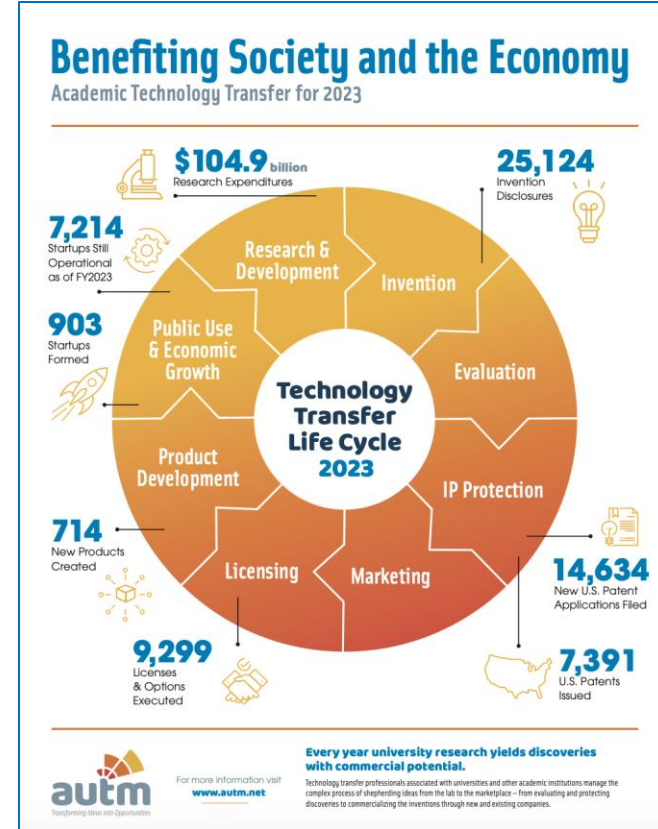 Benefiting Society and the Economy
Academic Technology Transfer for 2023
$104.9 billion
Research Expenditures
25,124
Invention
Disclosures
7,214
Startups Still
Operational
as of FY2023
903
Startups
Formed
Research &
Development
Invention
Public Use
& Economic
Growth
Evaluation
Technology
Transfer
Life Cycle
2023
Product
Development
IP Protection
Licensing
Marketing
714
New Products
Created
14,634
New U.S. Patent
Applications Filed
9,299
Licenses
& Options
Executed
7,391
U.S. Patents
Issued
autm
Transforming Ideas into Opportunities
For more information visit
www.autm.net
Every year university research yields discoveries
with commercial potential.
Technology transfer professionals associated with universities and other academic institutions manage the
complex process of shepherding ideas from the lab to the marketplace – from evaluating and protecting
discoveries to commercializing the inventions through new and existing companies.